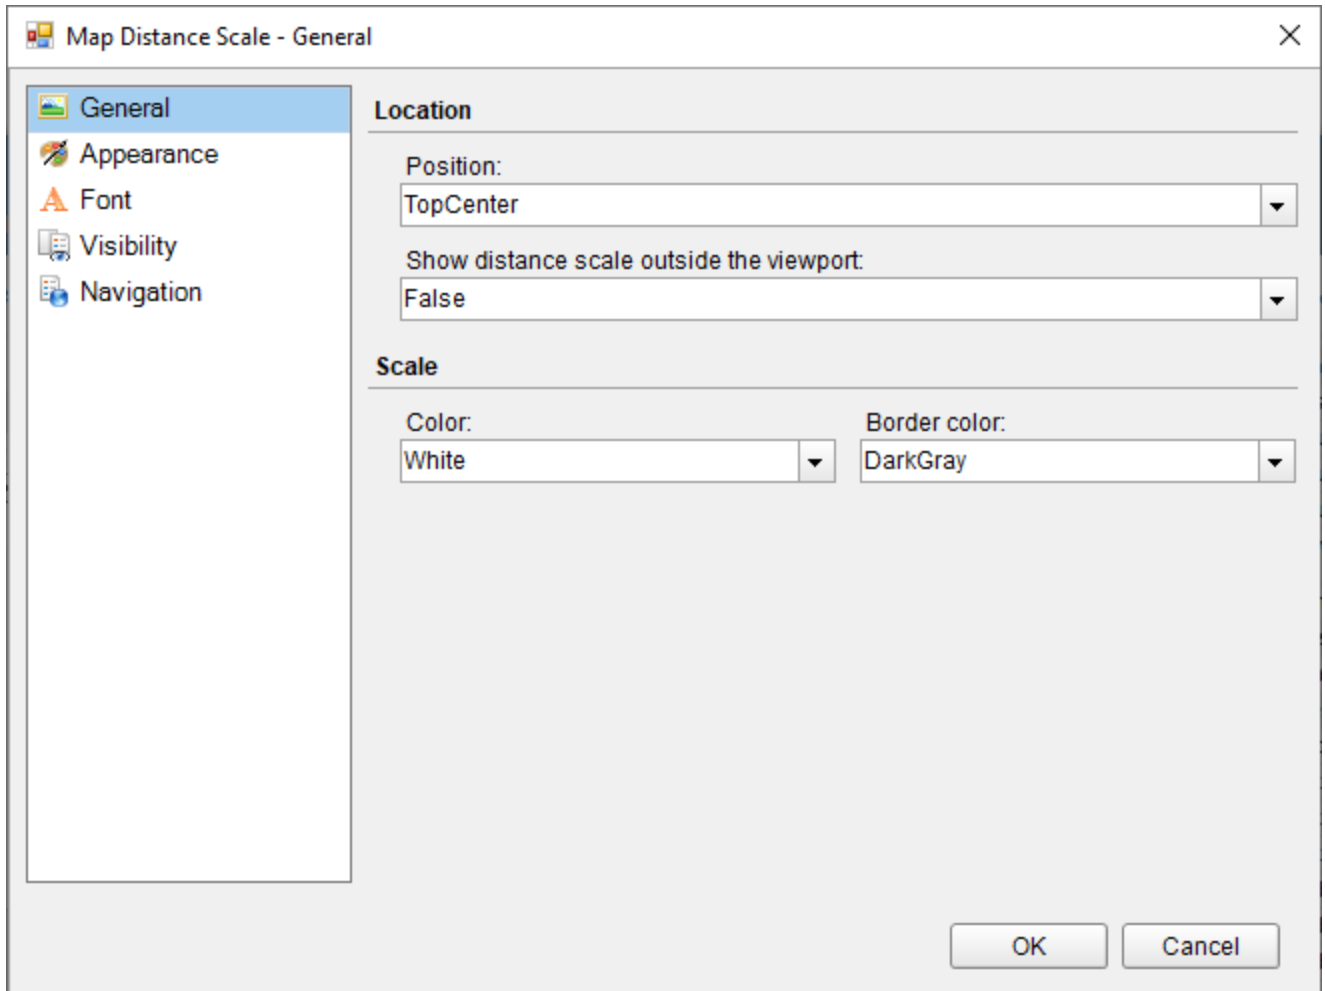 Map Distance Scale - General
General
Appearance
Font
Visibility
Navigation
Location
Position:
TopCenter
Show distance scale outside the viewport:
False
Scale
Color:
Border color:
White
DarkGray
OK
Cancel